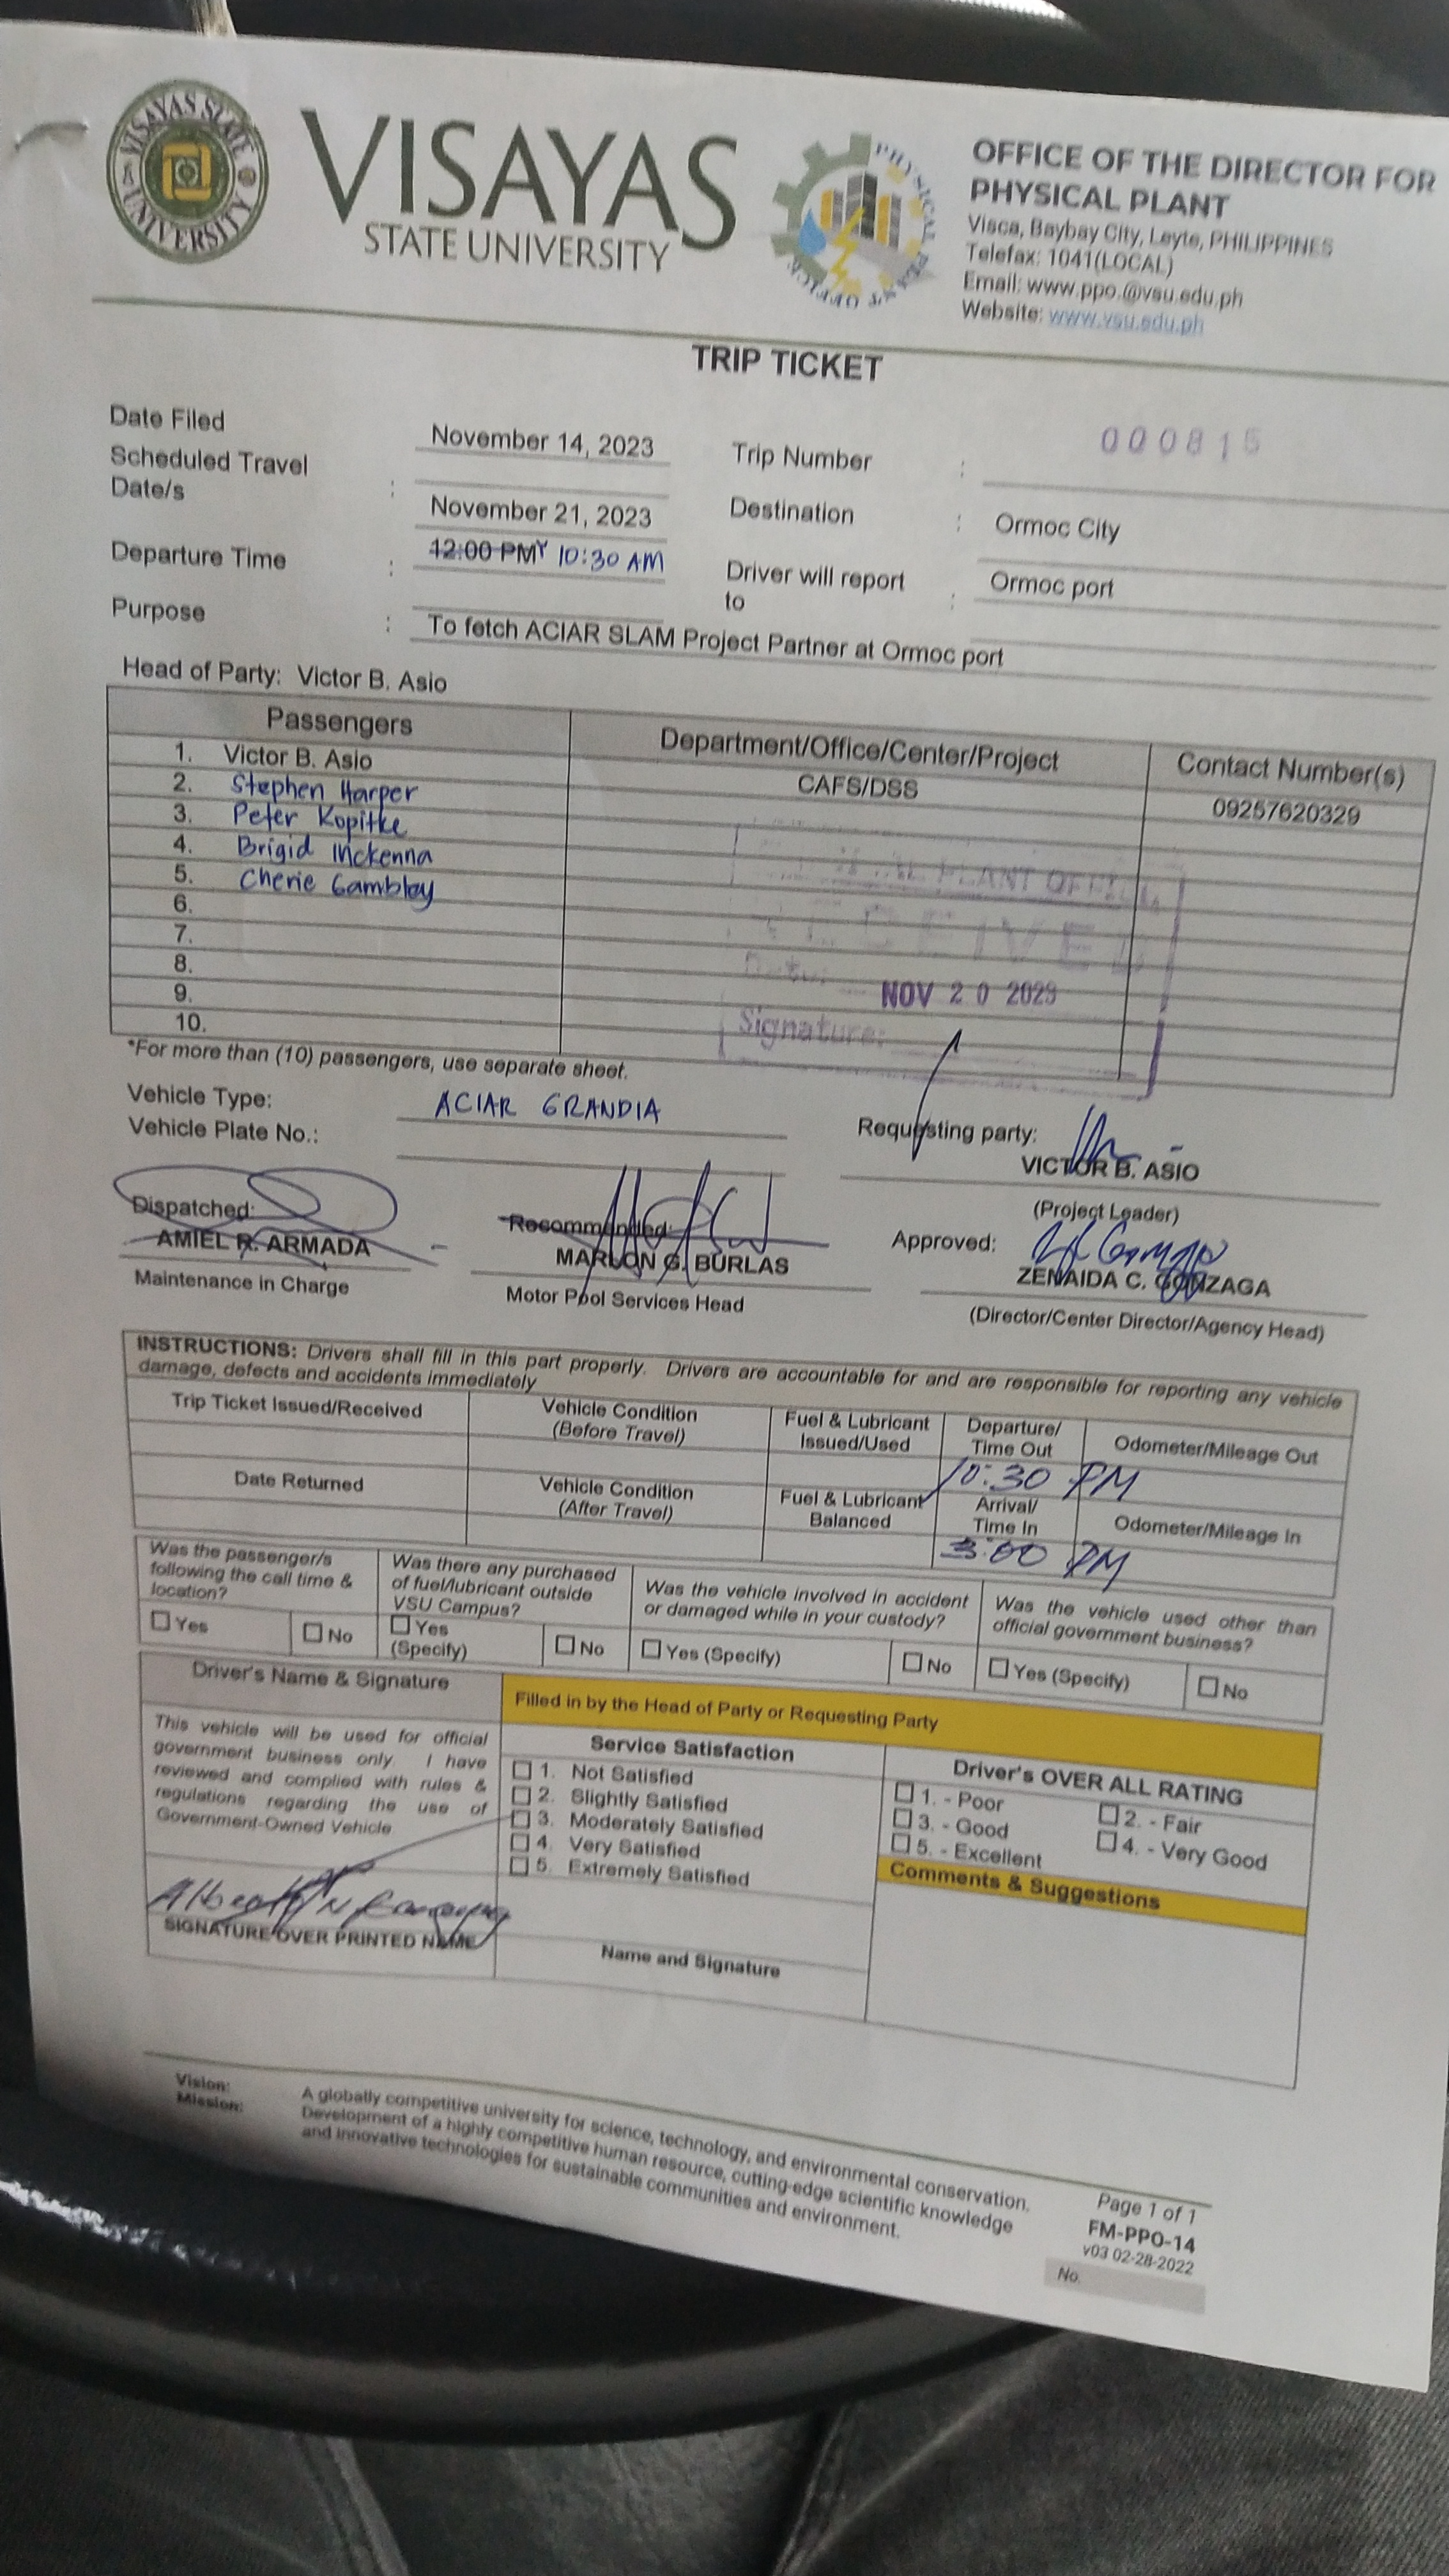 VISAYAS STATE UNIVERSITY
VISAYAS
STATE UNIVERSITY
PHYSICAL PLANT OFFICE
OFFICE OF THE DIRECTOR FOR
PHYSICAL PLANT
Visca, Baybay City, Leyte, PHILIPPINES
Telefax: 1041(LOCAL)
Email: www.ppo.@vsu.edu.ph
Website: www.vsu.edu.ph
TRIP TICKET
Date Filed November 14, 2023 Trip Number : 000815
Scheduled Travel Date/s : November 21, 2023 Destination : Ormoc City
Departure Time : 12:00 PM 10:30 AM Driver will report to : Ormoc port
Purpose : To fetch ACIAR SLAM Project Partner at Ormoc port
Head of Party: Victor B. Asio
Passengers Department/Office/Center/Project Contact Number(s)
1. Victor B. Asio CAFS/DSS 09257620329
2. Stephen Harper
3. Peter Kopitke
4. Brigid Mckenna
5. Cherie Gambley
6.
7.
8.
9.
10.
PLANT OFFICE
RECEIVED
Date:
NOV 20 2023
Signature:
*For more than (10) passengers, use separate sheet.
Vehicle Type: ACIAR GRANDIA
Vehicle Plate No.:
Requesting party:
VICTOR B. ASIO
(Project Leader)
Dispatched: Recommended: Approved:
AMIEL R. ARMADA MARLON G. BURLAS ZENAIDA C. GONZAGA
Maintenance in Charge Motor Pool Services Head (Director/Center Director/Agency Head)
INSTRUCTIONS: Drivers shall fill in this part properly. Drivers are accountable for and are responsible for reporting any vehicle
damage, defects and accidents immediately
Trip Ticket Issued/Received Vehicle Condition (Before Travel) Fuel & Lubricant Issued/Used Departure/ Time Out Odometer/Mileage Out
10:30 PM
Date Returned Vehicle Condition (After Travel) Fuel & Lubricant Balanced Arrival/ Time In Odometer/Mileage In
3:00 PM
Was the passenger/s following the call time & location?
Yes No
Was there any purchased of fuel/lubricant outside VSU Campus?
Yes (Specify) No
Was the vehicle involved in accident or damaged while in your custody?
Yes (Specify) No
Was the vehicle used other than official government business?
Yes (Specify) No
Driver's Name & Signature
This vehicle will be used for official
government business only. I have
reviewed and complied with rules &
regulations regarding the use of
Government-Owned Vehicle
SIGNATURE OVER PRINTED NAME
Filled in by the Head of Party or Requesting Party
Service Satisfaction
1. Not Satisfied
2. Slightly Satisfied
3. Moderately Satisfied
4. Very Satisfied
5. Extremely Satisfied
Name and Signature
Driver's OVER ALL RATING
1. - Poor 2. - Fair
3. - Good 4. - Very Good
5. - Excellent
Comments & Suggestions
Vision: A globally competitive university for science, technology, and environmental conservation.
Mission: Development of a highly competitive human resource, cutting-edge scientific knowledge
and innovative technologies for sustainable communities and environment.
Page 1 of 1
FM-PPO-14
v03 02-28-2022
No.